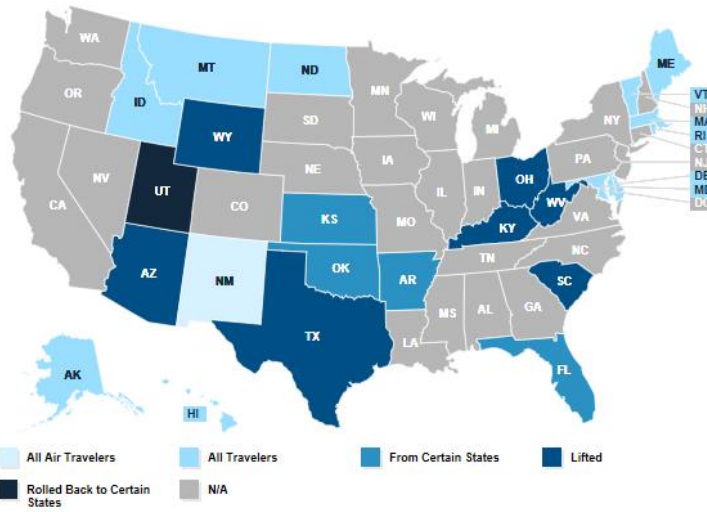 WA
MT
ND
ME
OR
ID
MN
VT
NH
MA
RI
NJ
DE
MD
DC
WY
SD
WI
MI
NY
NV
UT
NE
IA
PA
CA
CO
KS
MO
IL
IN
OH
WV
VA
KY
AZ
NM
OK
AR
TN
NC
SC
TX
LA
MS
AL
GA
FL
AK
HI
All Air Travelers
All Travelers
From Certain States
Lifted
Rolled Back to Certain
States
N/A